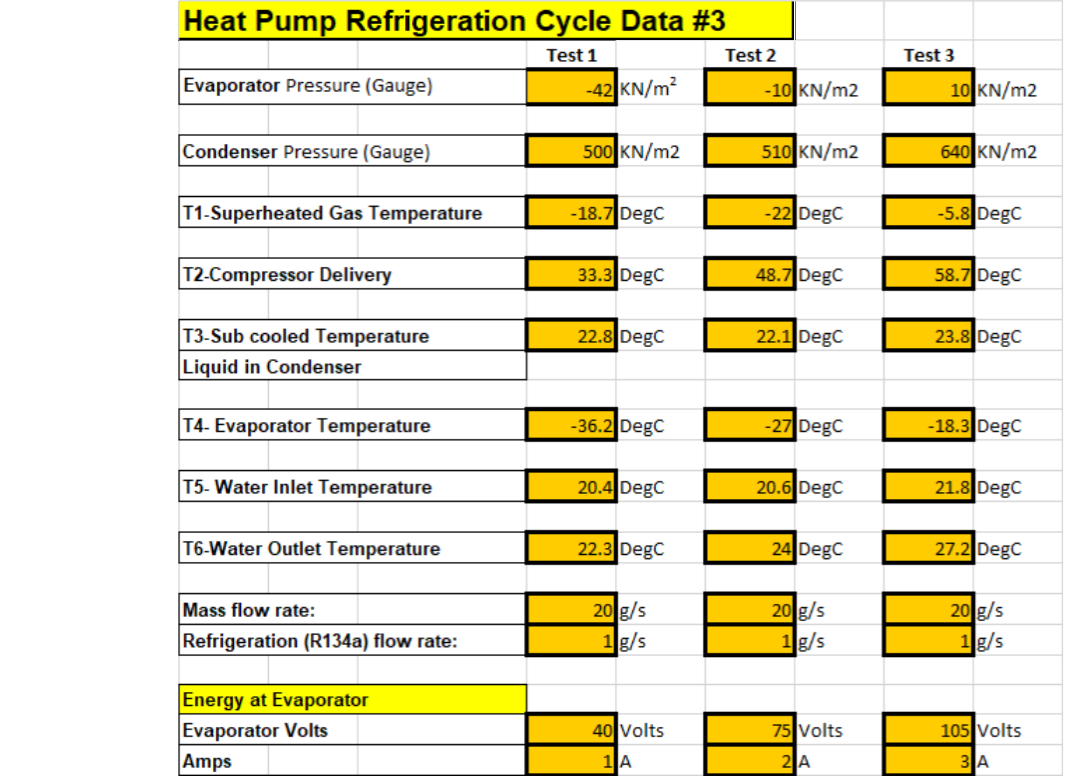 Heat Pump Refrigeration Cycle Data #3
Test 1 Test 2 Test 3
Evaporator Pressure (Gauge) -42 KN/m² -10 KN/m2 10 KN/m2
Condenser Pressure (Gauge) 500 KN/m2 510 KN/m2 640 KN/m2
T1-Superheated Gas Temperature -18.7 DegC -22 DegC -5.8 DegC
T2-Compressor Delivery 33.3 DegC 48.7 DegC 58.7 DegC
T3-Sub cooled Temperature 22.8 DegC 22.1 DegC 23.8 DegC
Liquid in Condenser
T4- Evaporator Temperature -36.2 DegC -27 DegC -18.3 DegC
T5- Water Inlet Temperature 20.4 DegC 20.6 DegC 21.8 DegC
T6-Water Outlet Temperature 22.3 DegC 24 DegC 27.2 DegC
Mass flow rate: 20 g/s 20 g/s 20 g/s
Refrigeration (R134a) flow rate: 1 g/s 1 g/s 1 g/s
Energy at Evaporator
Evaporator Volts 40 Volts 75 Volts 105 Volts
Amps 1 A 2 A 3 A